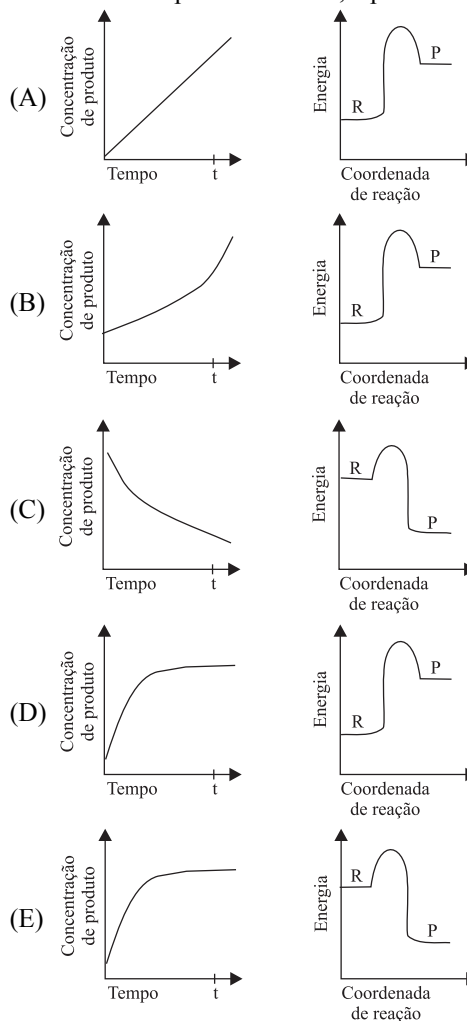 (A)
Concentração
de produto
Tempo
t
Energia
R
P
Coordenada
de reação
(B)
Concentração
de produto
Tempo
t
Energia
R
P
Coordenada
de reação
(C)
Concentração
de produto
Tempo
t
Energia
R
P
Coordenada
de reação
(D)
Concentração
de produto
Tempo
t
Energia
R
P
Coordenada
de reação
(E)
Concentração
de produto
Tempo
t
Energia
R
P
Coordenada
de reação